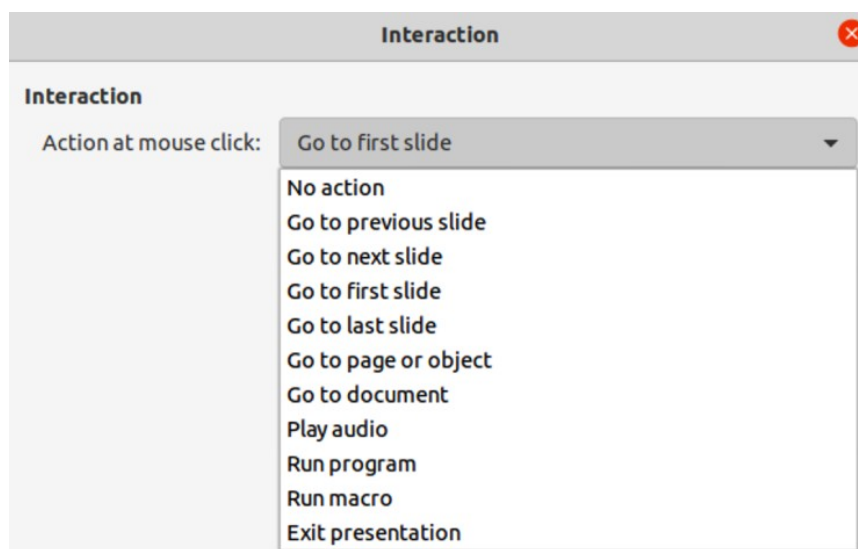 Interaction
Interaction
Action at mouse click: Go to first slide
No action
Go to previous slide
Go to next slide
Go to first slide
Go to last slide
Go to page or object
Go to document
Play audio
Run program
Run macro
Exit presentation